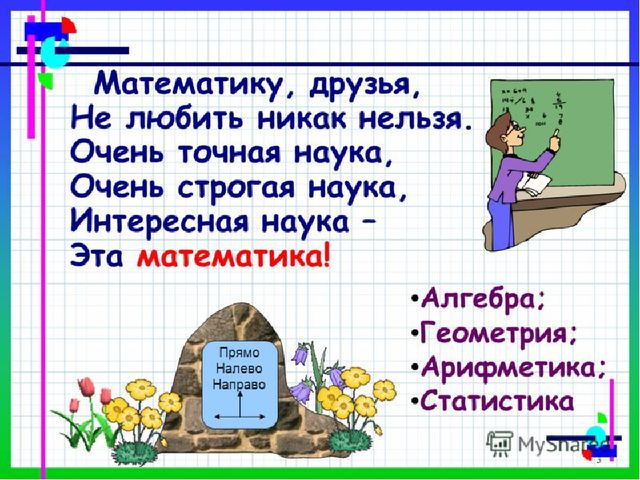 Математику, друзья,
Не любить никак нельзя.
Очень точная наука,
Очень строгая наука,
Интересная наука –
Эта математика!
•Алгебра;
•Геометрия;
•Арифметика;
•Статистика
Прямо
Налево
Направо
MyShared
3